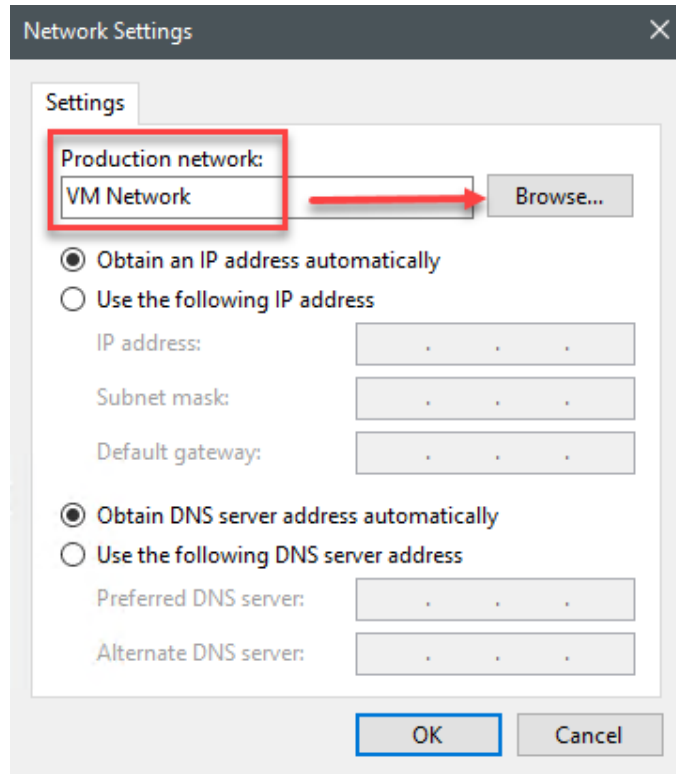 Network Settings
Settings
Production network:
VM Network
Browse...
Obtain an IP address automatically
Use the following IP address
IP address:
Subnet mask:
Default gateway:
Obtain DNS server address automatically
Use the following DNS server address
Preferred DNS server:
Alternate DNS server:
OK Cancel